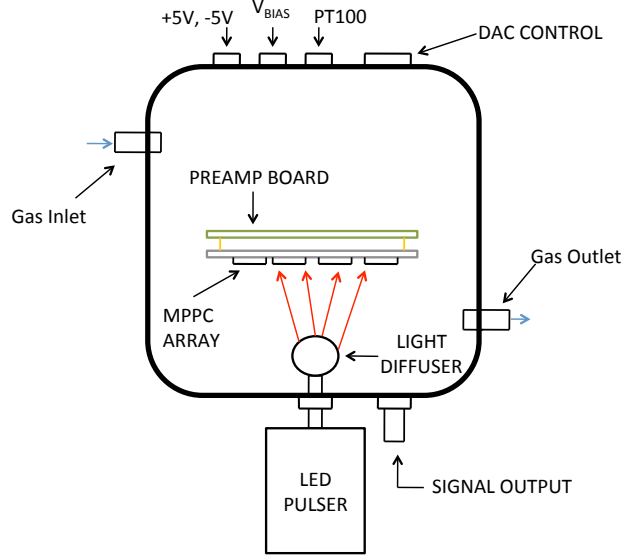 +5V, -5V
V_BIAS
PT100
DAC CONTROL
PREAMP BOARD
Gas Inlet
Gas Outlet
MPPC
ARRAY
LIGHT
DIFFUSER
LED
PULSER
SIGNAL OUTPUT